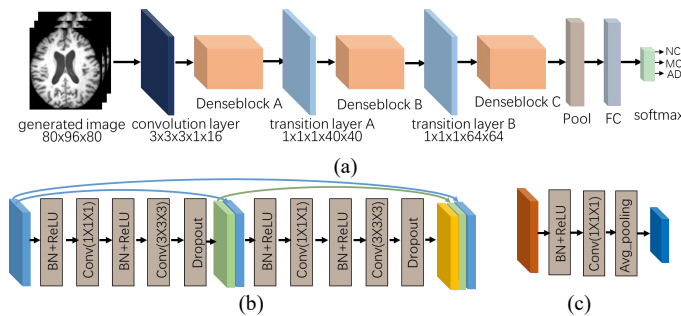 NC
MC
AD
Denseblock A
Denseblock B
Denseblock C
Pool
FC
softmax
generated image
80x96x80
convolution layer
3x3x3x1x16
transition layer A
1x1x1x40x40
transition layer B
1x1x1x64x64
(a)
BN+ReLU
Conv(1X1X1)
BN+ReLU
Conv(3X3X3)
Dropout
BN+ReLU
Conv(1X1X1)
BN+ReLU
Conv(3X3X3)
Dropout
(b)
BN+ReLU
Conv(1X1X1)
Avg_pooling
(c)